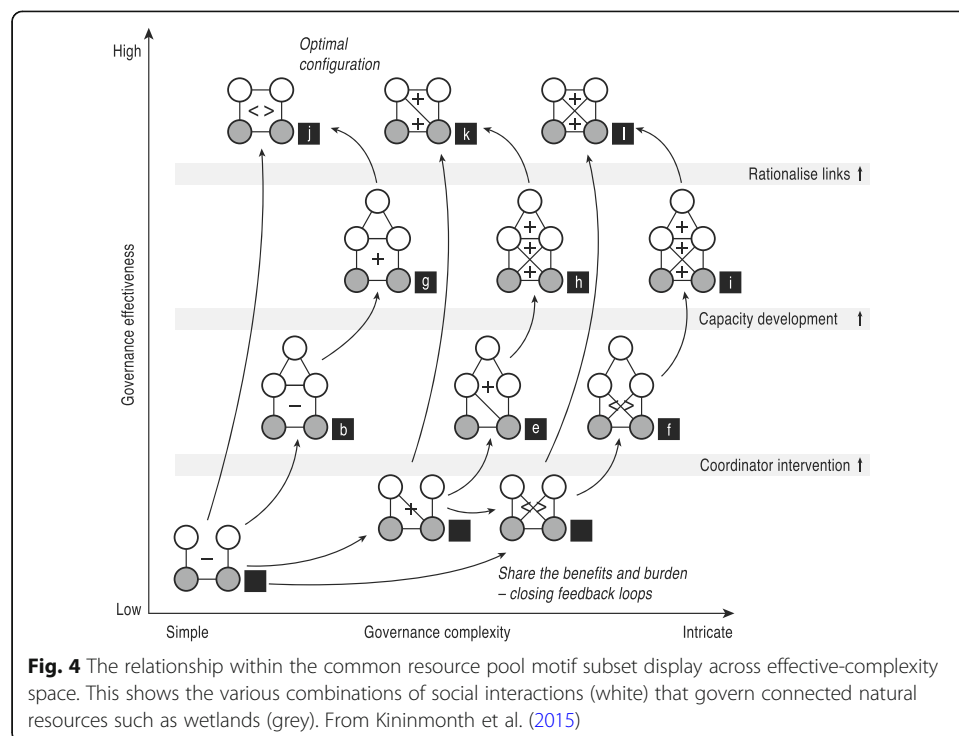 High
Optimal
configuration
< >
+
+
+
+
j
k
l
Rationalise links ↑
+
+
+
+
+
+
+
g
h
i
Governance effectiveness
Capacity development ↑
−
+
< >
b
e
f
Coordinator intervention ↑
−
+
< >
Share the benefits and burden
– closing feedback loops
Low
Simple
Governance complexity
Intricate
Fig. 4 The relationship within the common resource pool motif subset display across effective-complexity
space. This shows the various combinations of social interactions (white) that govern connected natural
resources such as wetlands (grey). From Kininmonth et al. (2015)